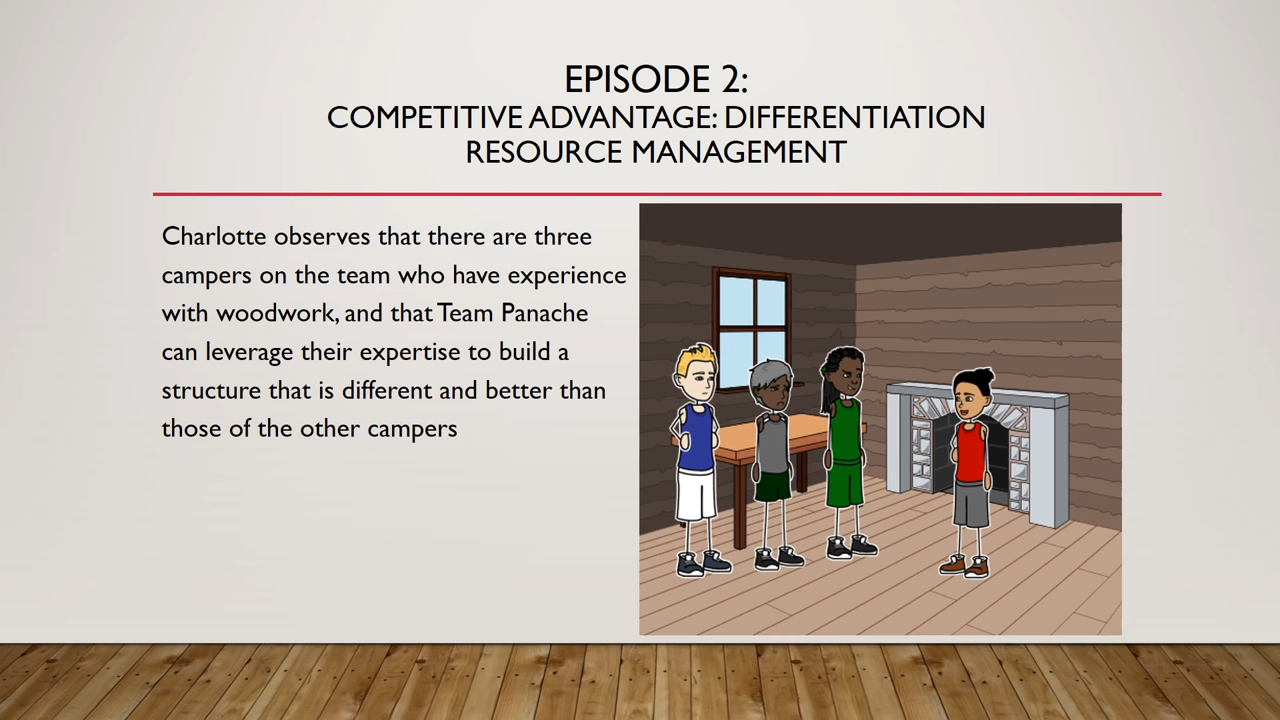 EPISODE 2:
COMPETITIVE ADVANTAGE: DIFFERENTIATION
RESOURCE MANAGEMENT
Charlotte observes that there are three
campers on the team who have experience
with woodwork, and that Team Panache
can leverage their expertise to build a
structure that is different and better than
those of the other campers